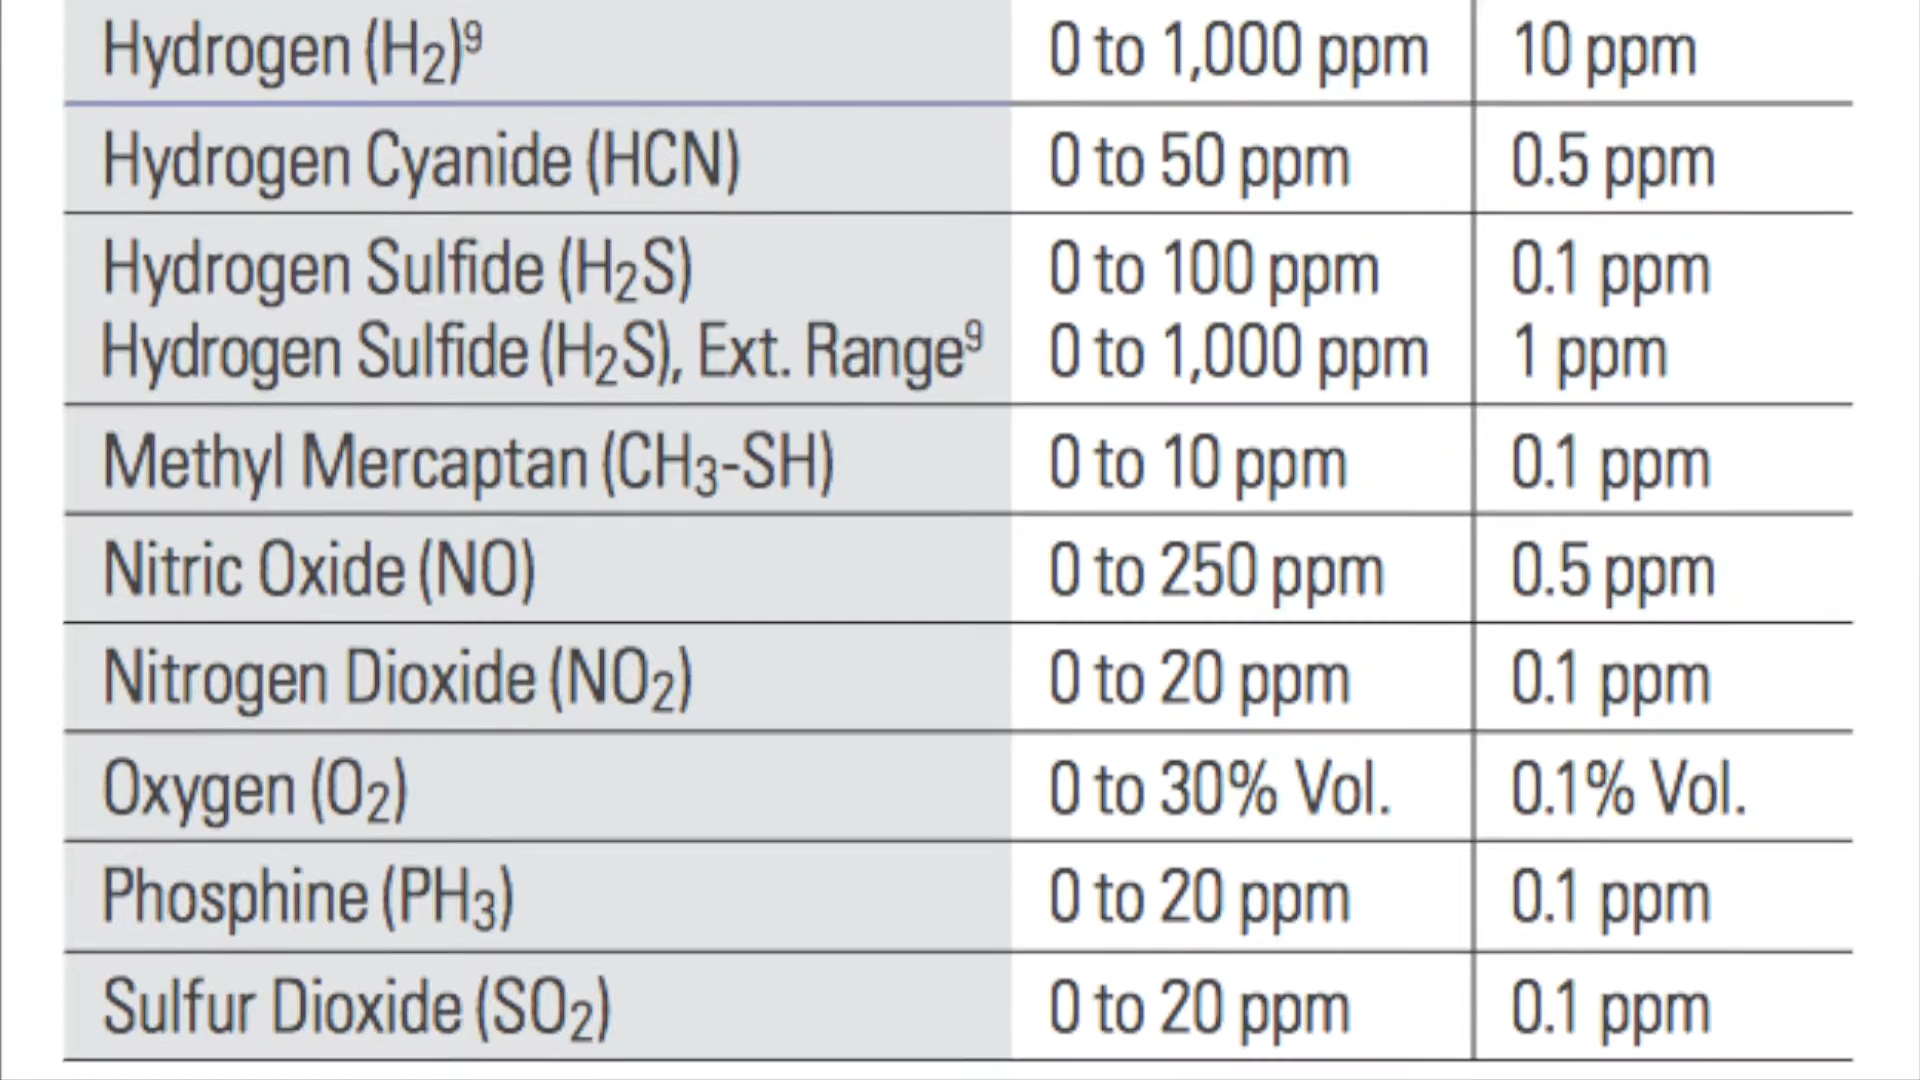 Hydrogen (H2)9 0 to 1,000 ppm 10 ppm
Hydrogen Cyanide (HCN) 0 to 50 ppm 0.5 ppm
Hydrogen Sulfide (H2S) 0 to 100 ppm 0.1 ppm
Hydrogen Sulfide (H2S), Ext. Range9 0 to 1,000 ppm 1 ppm
Methyl Mercaptan (CH3-SH) 0 to 10 ppm 0.1 ppm
Nitric Oxide (NO) 0 to 250 ppm 0.5 ppm
Nitrogen Dioxide (NO2) 0 to 20 ppm 0.1 ppm
Oxygen (O2) 0 to 30% Vol. 0.1% Vol.
Phosphine (PH3) 0 to 20 ppm 0.1 ppm
Sulfur Dioxide (SO2) 0 to 20 ppm 0.1 ppm